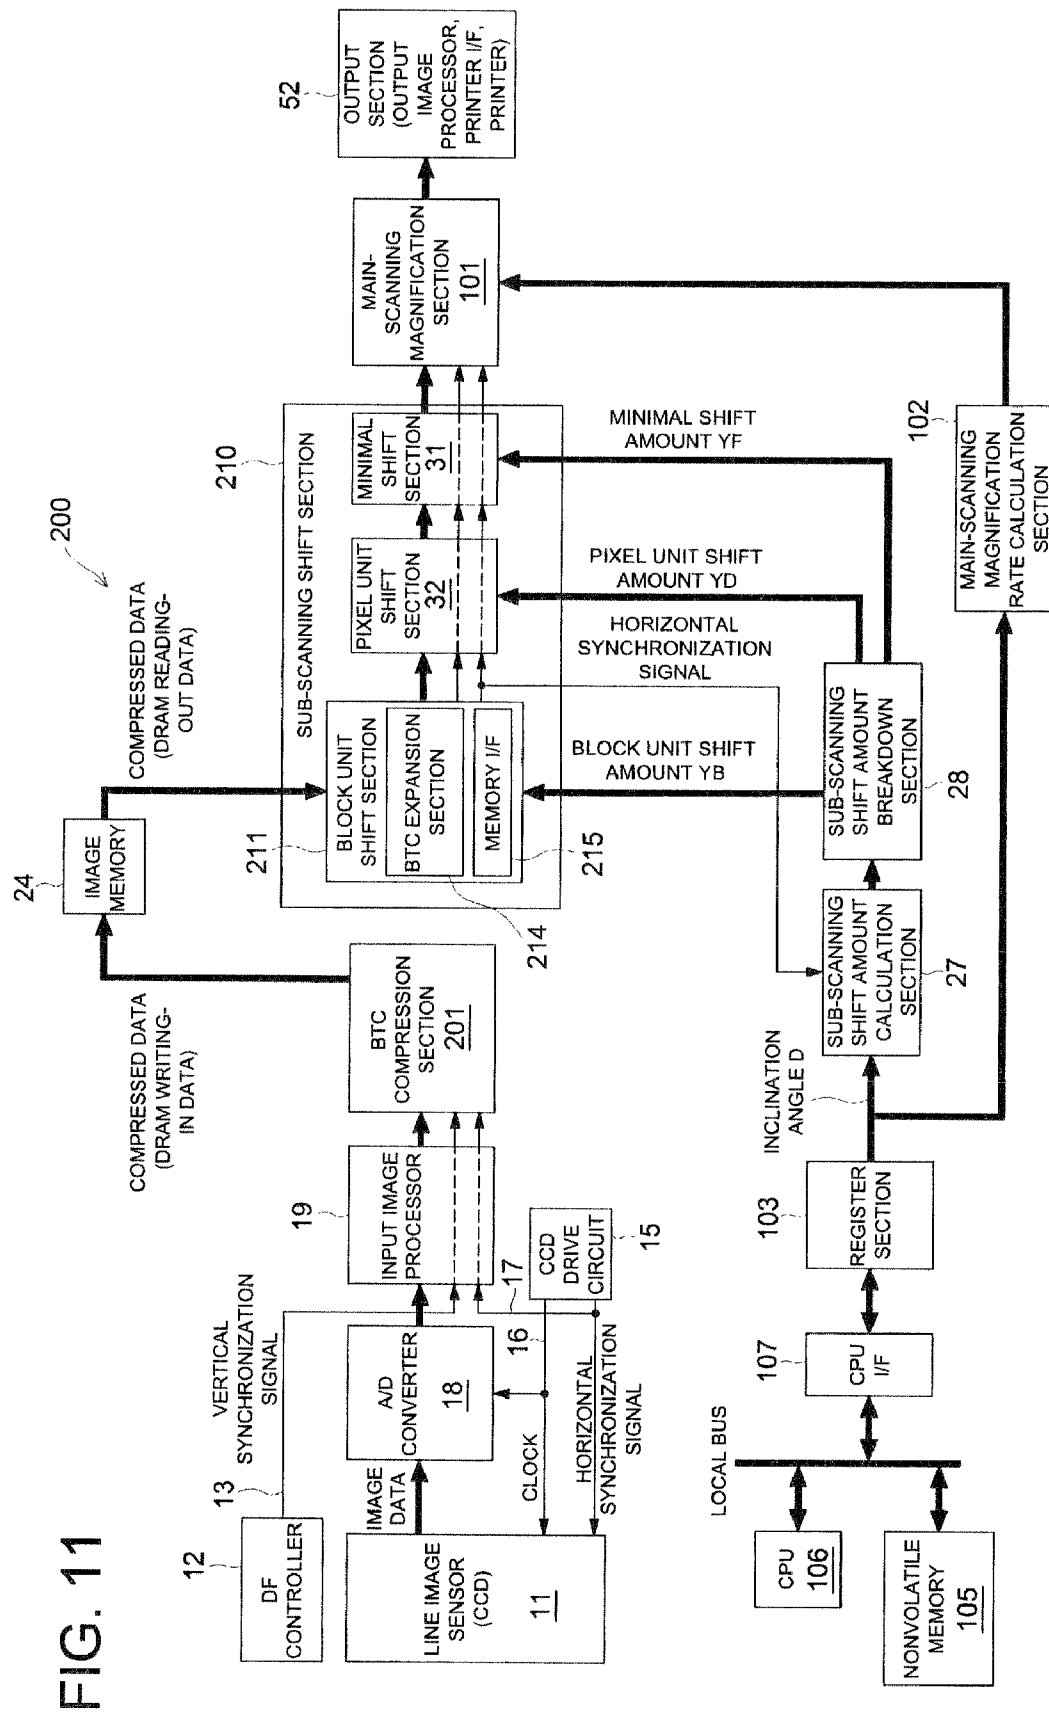 FIG. 11
200
12
DF
CONTROLLER
13
VERTICAL
SYNCHRONIZATION
SIGNAL
LINE IMAGE
SENSOR
(CCD)
11
IMAGE
DATA
A/D
CONVERTER
18
CLOCK
HORIZONTAL
SYNCHRONIZATION
SIGNAL
16
17
CCD
DRIVE
CIRCUIT
15
19
INPUT IMAGE
PROCESSOR
BTC
COMPRESSION
SECTION
201
COMPRESSED DATA
(DRAM WRITING-
IN DATA)
24
IMAGE
MEMORY
COMPRESSED DATA
(DRAM READING-
OUT DATA)
210
SUB-SCANNING SHIFT SECTION
211
BLOCK UNIT
SHIFT SECTION
BTC EXPANSION
SECTION
MEMORY I/F
214
215
PIXEL UNIT
SHIFT
SECTION
32
MINIMAL
SHIFT
SECTION
31
MAIN-
SCANNING
MAGNIFICATION
SECTION
101
52
OUTPUT
SECTION
(OUTPUT
IMAGE
PROCESSOR,
PRINTER I/F,
PRINTER)
MINIMAL SHIFT
AMOUNT YF
PIXEL UNIT SHIFT
AMOUNT YD
HORIZONTAL
SYNCHRONIZATION
SIGNAL
BLOCK UNIT SHIFT
AMOUNT YB
LOCAL BUS
CPU
106
NONVOLATILE
MEMORY
105
107
CPU
I/F
103
REGISTER
SECTION
INCLINATION
ANGLE D
SUB-SCANNING
SHIFT AMOUNT
CALCULATION
SECTION
27
SUB-SCANNING
SHIFT AMOUNT
BREAKDOWN
SECTION
28
102
MAIN-SCANNING
MAGNIFICATION
RATE CALCULATION
SECTION